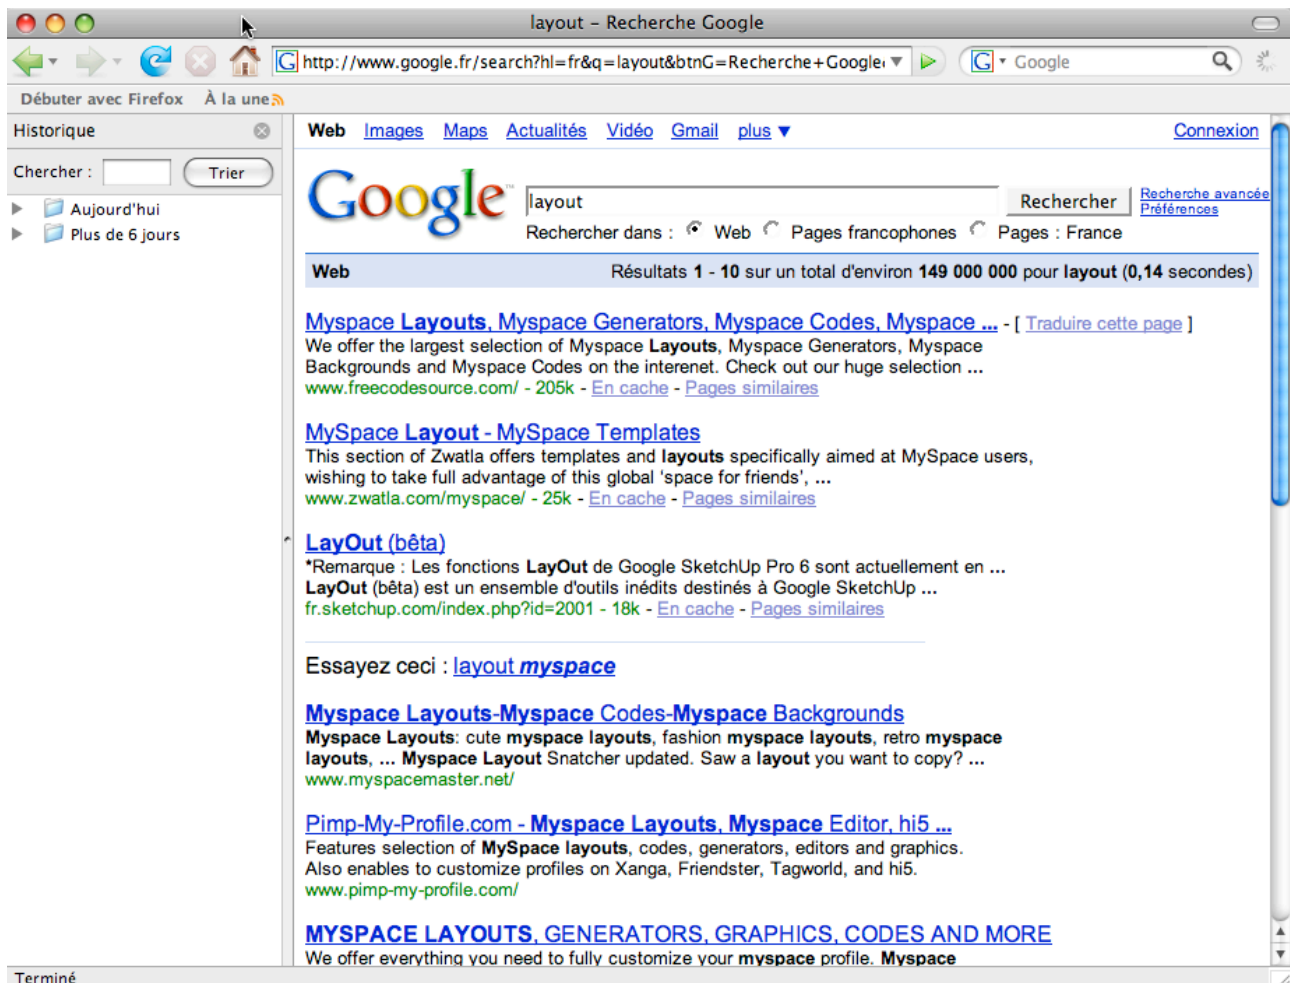 layout – Recherche Google
http://www.google.fr/search?hl=fr&q=layout&btnG=Recherche+Google
Google
Débuter avec Firefox À la une
Historique
Chercher :
Trier
Aujourd'hui
Plus de 6 jours
Web Images Maps Actualités Vidéo Gmail plus ▼ Connexion
Google™
layout
Rechercher
Recherche avancée
Préférences
Rechercher dans : Web Pages francophones Pages : France
Web Résultats 1 - 10 sur un total d'environ 149 000 000 pour layout (0,14 secondes)
Myspace Layouts, Myspace Generators, Myspace Codes, Myspace ... - [ Traduire cette page ]
We offer the largest selection of Myspace Layouts, Myspace Generators, Myspace
Backgrounds and Myspace Codes on the interenet. Check out our huge selection ...
www.freecodesource.com/ - 205k - En cache - Pages similaires
MySpace Layout - MySpace Templates
This section of Zwatla offers templates and layouts specifically aimed at MySpace users,
wishing to take full advantage of this global 'space for friends', ...
www.zwatla.com/myspace/ - 25k - En cache - Pages similaires
LayOut (bêta)
*Remarque : Les fonctions LayOut de Google SketchUp Pro 6 sont actuellement en ...
LayOut (bêta) est un ensemble d'outils inédits destinés à Google SketchUp ...
fr.sketchup.com/index.php?id=2001 - 18k - En cache - Pages similaires
Essayez ceci : layout myspace
Myspace Layouts-Myspace Codes-Myspace Backgrounds
Myspace Layouts: cute myspace layouts, fashion myspace layouts, retro myspace
layouts, ... Myspace Layout Snatcher updated. Saw a layout you want to copy? ...
www.myspacemaster.net/
Pimp-My-Profile.com - Myspace Layouts, Myspace Editor, hi5 ...
Features selection of MySpace layouts, codes, generators, editors and graphics.
Also enables to customize profiles on Xanga, Friendster, Tagworld, and hi5.
www.pimp-my-profile.com/
MYSPACE LAYOUTS, GENERATORS, GRAPHICS, CODES AND MORE
We offer everything you need to fully customize your myspace profile. Myspace
Terminé